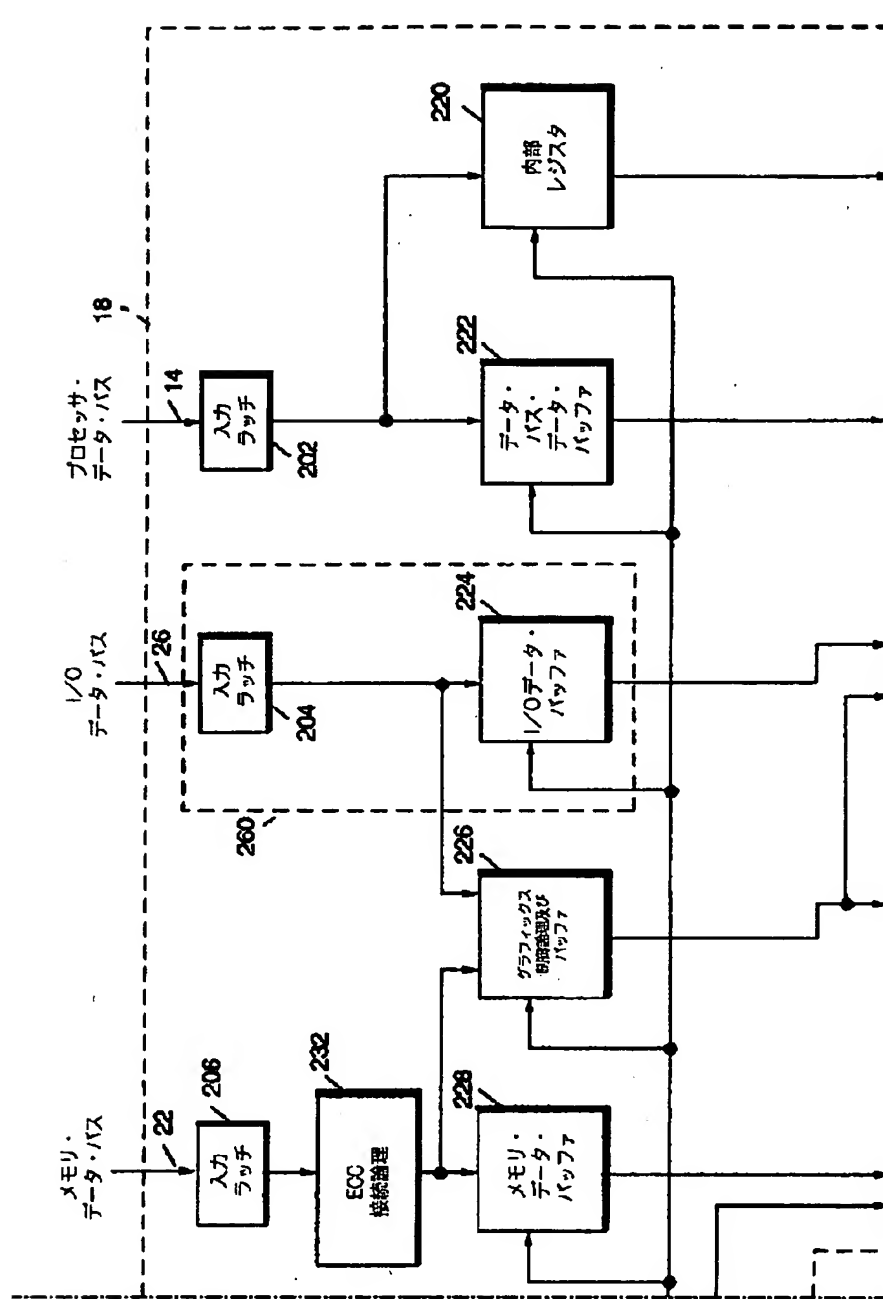 220
内部
レジスタ
18
プロセッサ・
データ・バス
14
入力
ラッチ
202
222
データ・
バス・
データ・
バッファ
I/O
データ・バス
26
入力
ラッチ
204
224
I/Oデータ・
バッファ
260
226
グラフィックス
制御論理及び
バッファ
メモリ・
データ・バス
22
206
入力
ラッチ
232
ECC
接続論理
228
メモリ・
データ・
バッファ